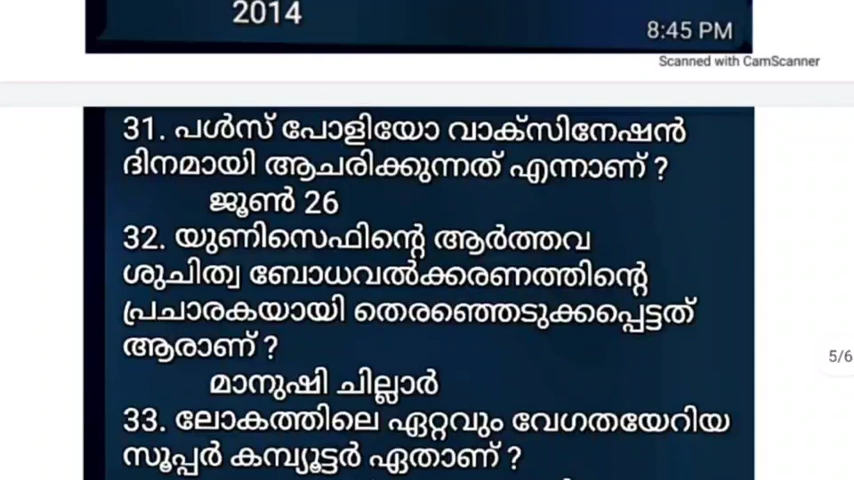 2014
8:45 PM
Scanned with CamScanner
31. പൾസ് പോളിയോ വാക്സിനേഷൻ
ദിനമായി ആചരിക്കുന്നത് എന്നാണ് ?
ജൂൺ 26
32. യുണിസെഫിന്റെ ആർത്തവ
ശുചിത്വ ബോധവൽക്കരണത്തിന്റെ
പ്രചാരകയായി തെരഞ്ഞെടുക്കപ്പെട്ടത്
ആരാണ് ?
5/6
മാനുഷി ചില്ലാർ
33. ലോകത്തിലെ ഏറ്റവും വേഗതയേറിയ
സൂപ്പർ കമ്പ്യൂട്ടർ ഏതാണ് ?